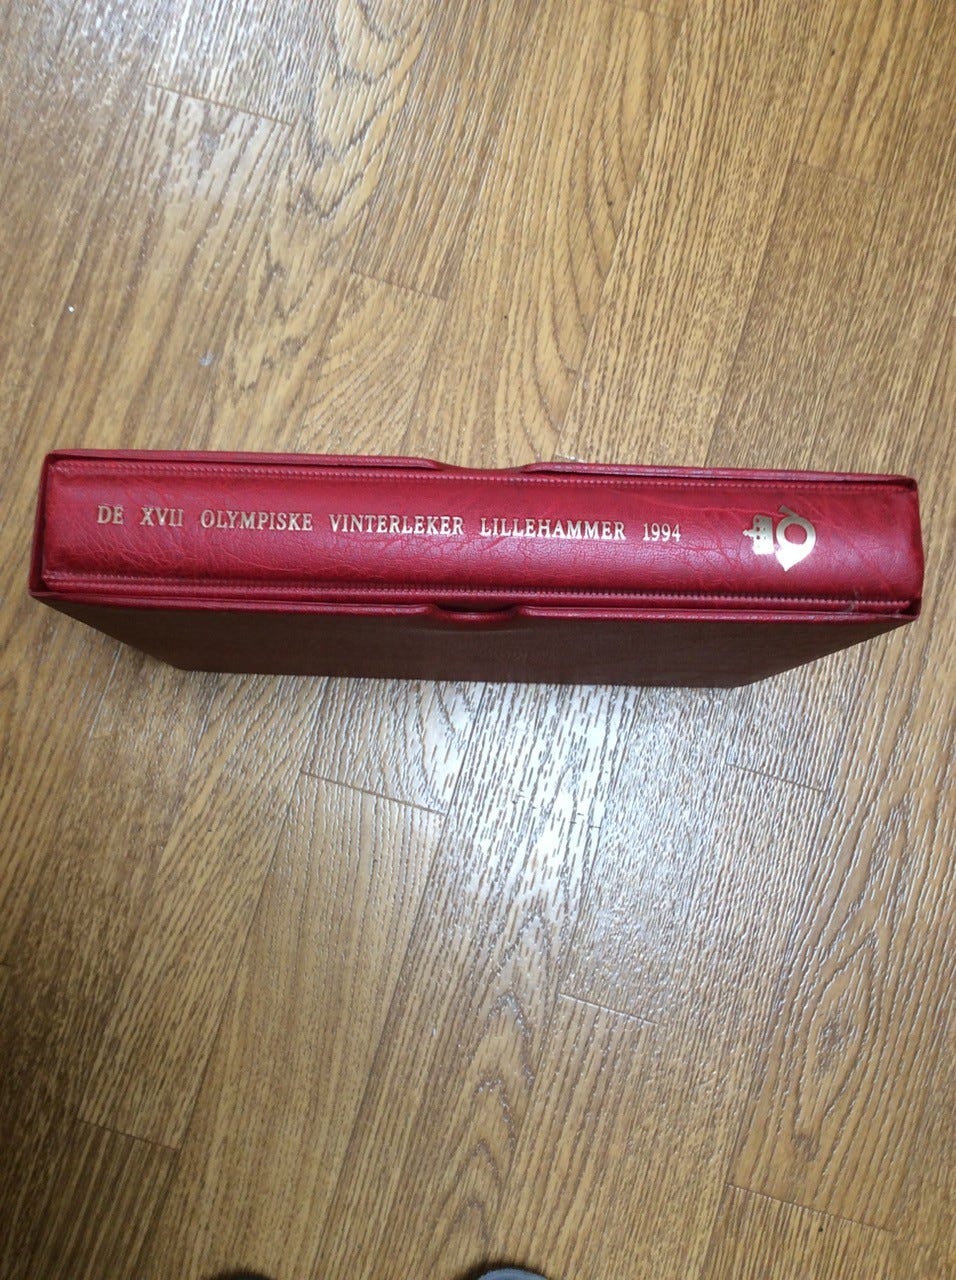 DE XVII OLYMPISKE VINTERLEKER LILLEHAMMER 1994